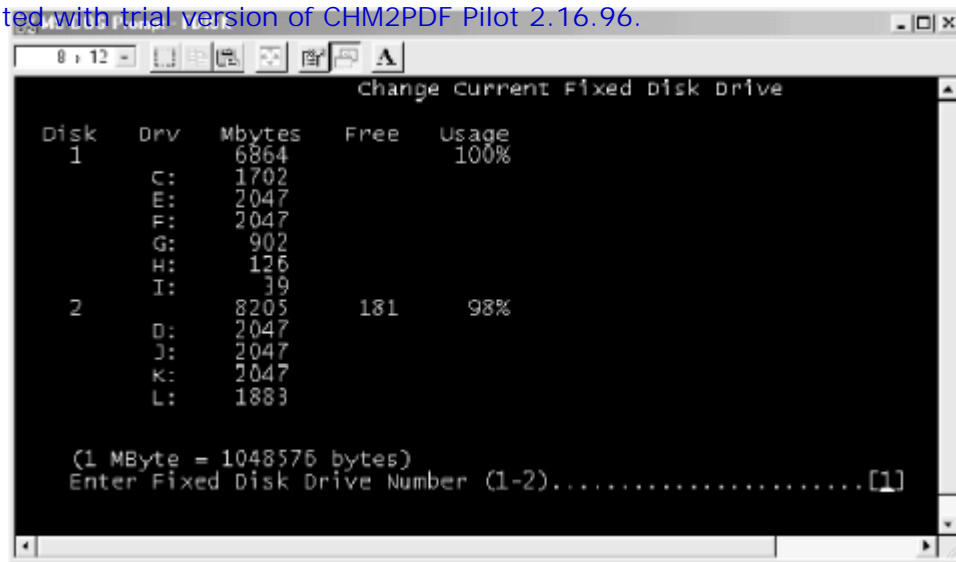 ted with trial version of CHM2PDF Pilot 2.16.96.
8 x 12
A
Change Current Fixed Disk Drive
Disk Drv Mbytes Free Usage
1 6864 100%
C: 1702
E: 2047
F: 2047
G: 902
H: 126
I: 39
2 8205 181 98%
D: 2047
J: 2047
K: 2047
L: 1883
(1 MByte = 1048576 bytes)
Enter Fixed Disk Drive Number (1-2)........................[1]